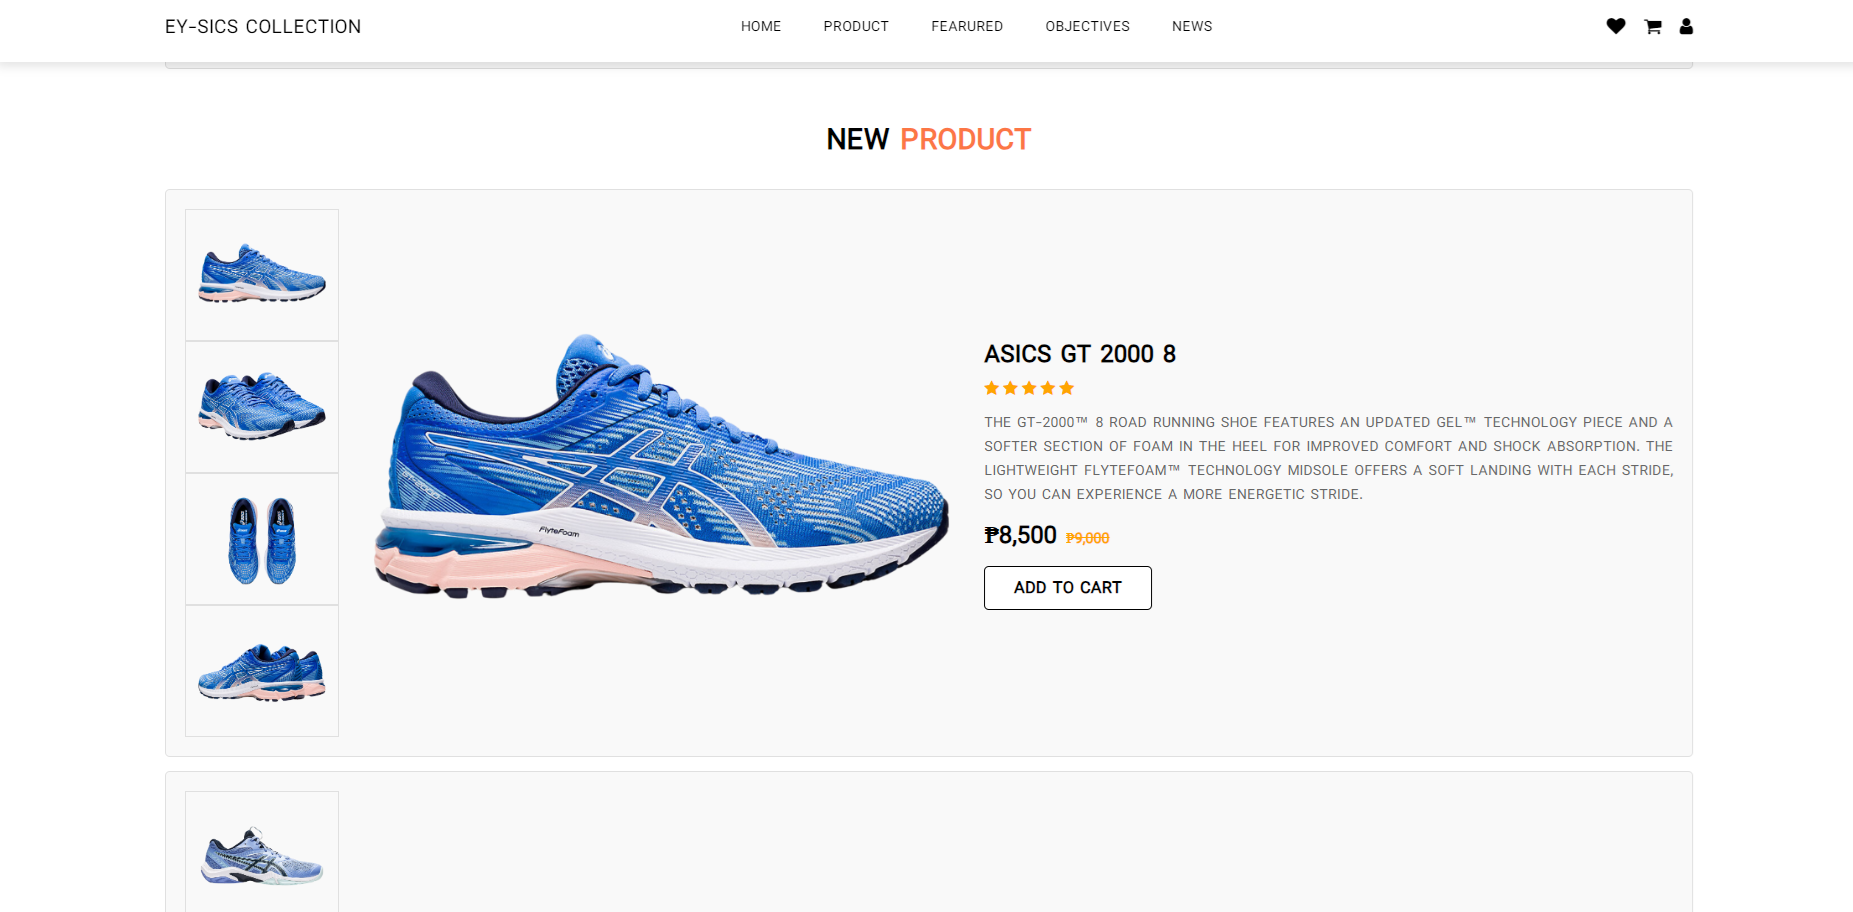 EY-SICS COLLECTION
HOME PRODUCT FEARURED OBJECTIVES NEWS
NEW PRODUCT
FlyteFoam
ASICS GT 2000 8
THE GT-2000™ 8 ROAD RUNNING SHOE FEATURES AN UPDATED GEL™ TECHNOLOGY PIECE AND A
SOFTER SECTION OF FOAM IN THE HEEL FOR IMPROVED COMFORT AND SHOCK ABSORPTION. THE
LIGHTWEIGHT FLYTEFOAM™ TECHNOLOGY MIDSOLE OFFERS A SOFT LANDING WITH EACH STRIDE,
SO YOU CAN EXPERIENCE A MORE ENERGETIC STRIDE.
₱8,500 ₱9,000
ADD TO CART